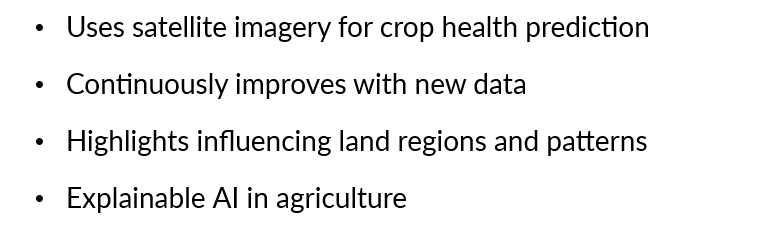 • Uses satellite imagery for crop health prediction
• Continuously improves with new data
• Highlights influencing land regions and patterns
• Explainable AI in agriculture